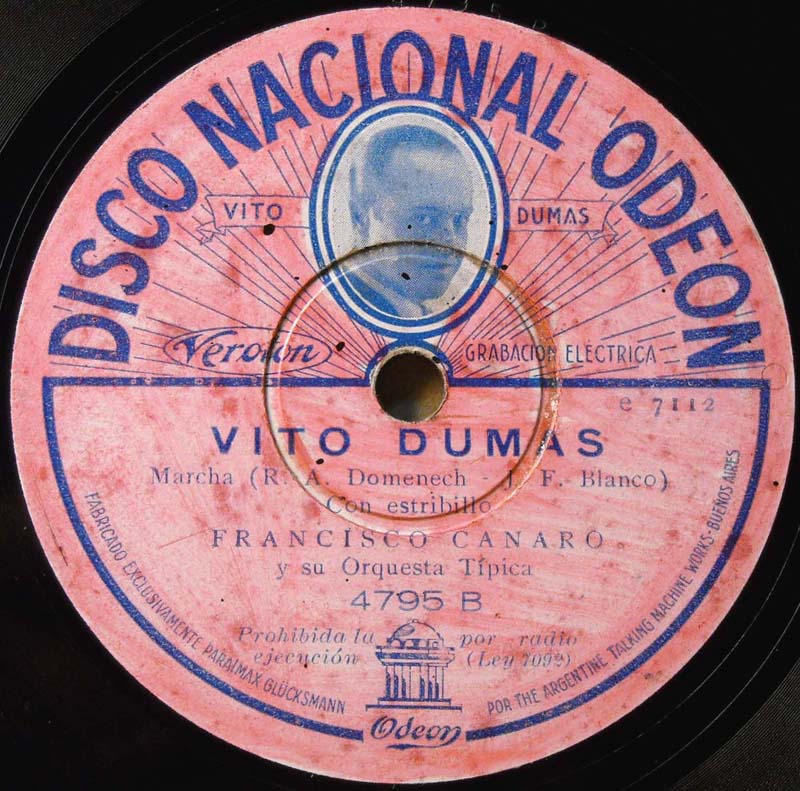 DISCO NACIONAL ODEON
VITO DUMAS
Veroton GRABACION ELECTRICA
e 7112
VITO DUMAS
Marcha (R. A. Domenech - J. F. Blanco)
Con estribillo
FRANCISCO CANARO
y su Orquesta Típica
4795 B
Prohibida la por radio
ejecución (Ley 7092)
FABRICADO EXCLUSIVAMENTE PARA MAX GLÜCKSMANN
POR THE ARGENTINE TALKING MACHINE WORKS-BUENOS AIRES
Odeon